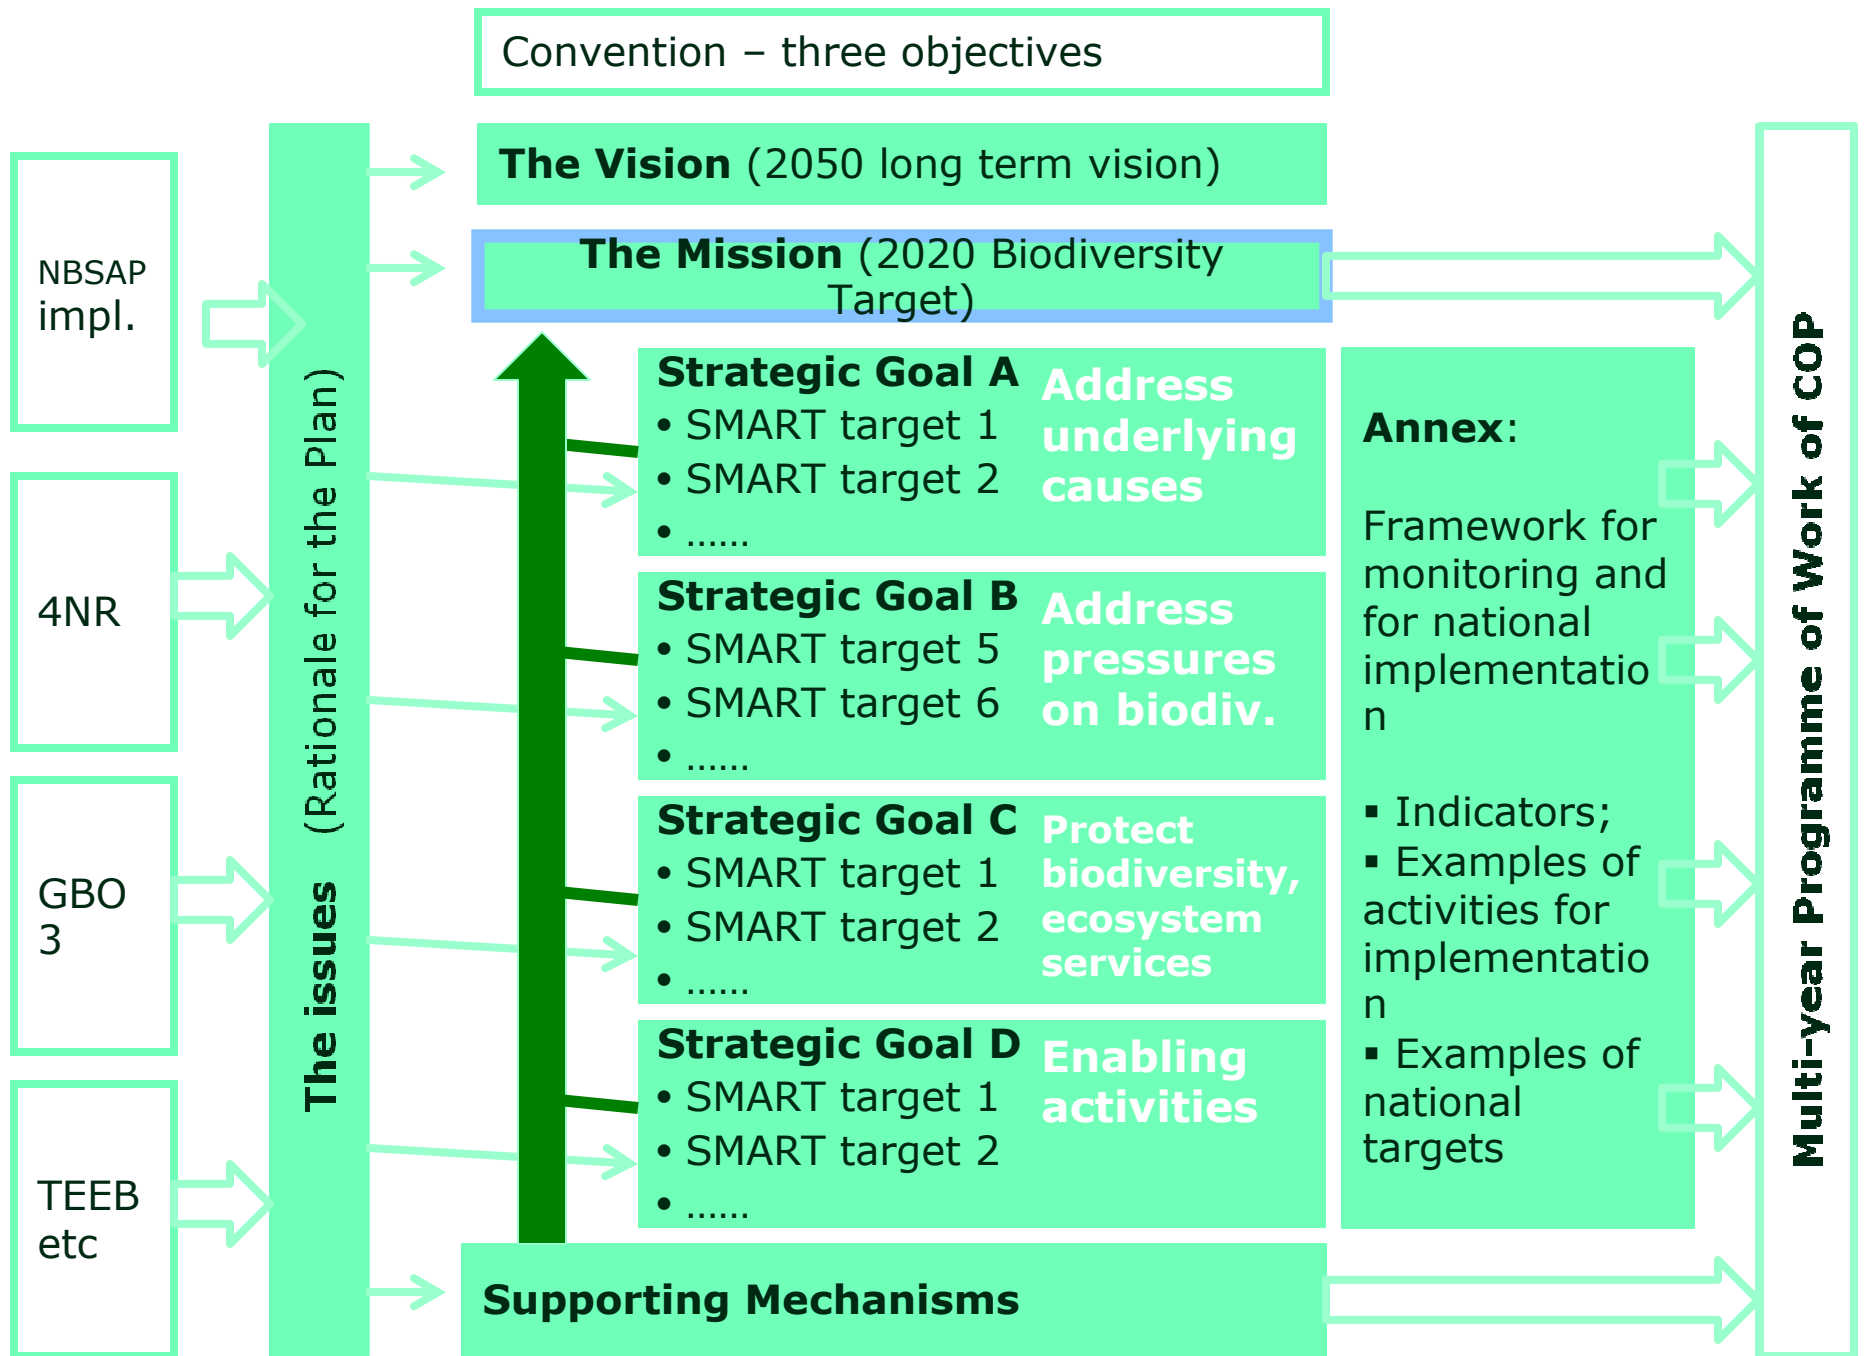 Convention – three objectives
The Vision (2050 long term vision)
The Mission (2020 Biodiversity
Target)
NBSAP
impl.
4NR
GBO
3
TEEB
etc
The issues (Rationale for the Plan)
Strategic Goal A
• SMART target 1
• SMART target 2
• ......
Address
underlying
causes
Strategic Goal B
• SMART target 5
• SMART target 6
• ......
Address
pressures
on biodiv.
Strategic Goal C
• SMART target 1
• SMART target 2
• ......
Protect
biodiversity,
ecosystem
services
Strategic Goal D
• SMART target 1
• SMART target 2
• ......
Enabling
activities
Supporting Mechanisms
Annex:
Framework for
monitoring and
for national
implementatio
n
▪ Indicators;
▪ Examples of
activities for
implementatio
n
▪ Examples of
national
targets
Multi-year Programme of Work of COP